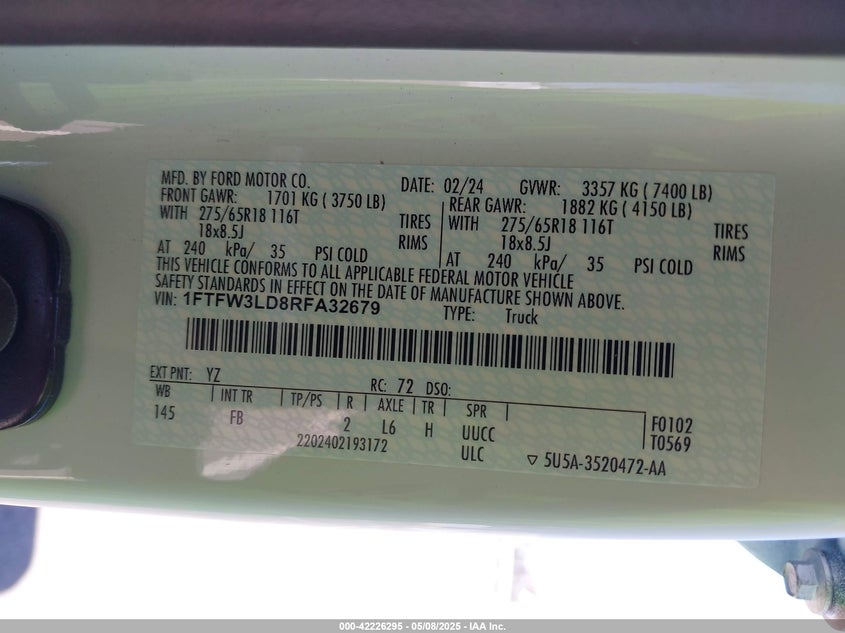 MFD. BY FORD MOTOR CO. DATE: 02/24 GVWR: 3357 KG ( 7400 LB)
FRONT GAWR: 1701 KG ( 3750 LB) REAR GAWR: 1882 KG ( 4150 LB)
WITH 275/65R18 116T TIRES WITH 275/65R18 116T TIRES
18x8.5J RIMS 18x8.5J RIMS
AT 240 kPa/ 35 PSI COLD AT 240 kPa/ 35 PSI COLD
THIS VEHICLE CONFORMS TO ALL APPLICABLE FEDERAL MOTOR VEHICLE
SAFETY STANDARDS IN EFFECT ON THE DATE OF MANUFACTURE SHOWN ABOVE.
VIN: 1FTFW3LD8RFA32679 TYPE: Truck
EXT PNT: YZ RC: 72 DSO:
WB INT TR TP/PS R AXLE TR SPR
145 FB 2 L6 H UUCC F0102
2202402193172 ULC T0569
▽ 5U5A-3520472-AA
000-42226295 - 05/08/2025 - IAA Inc.